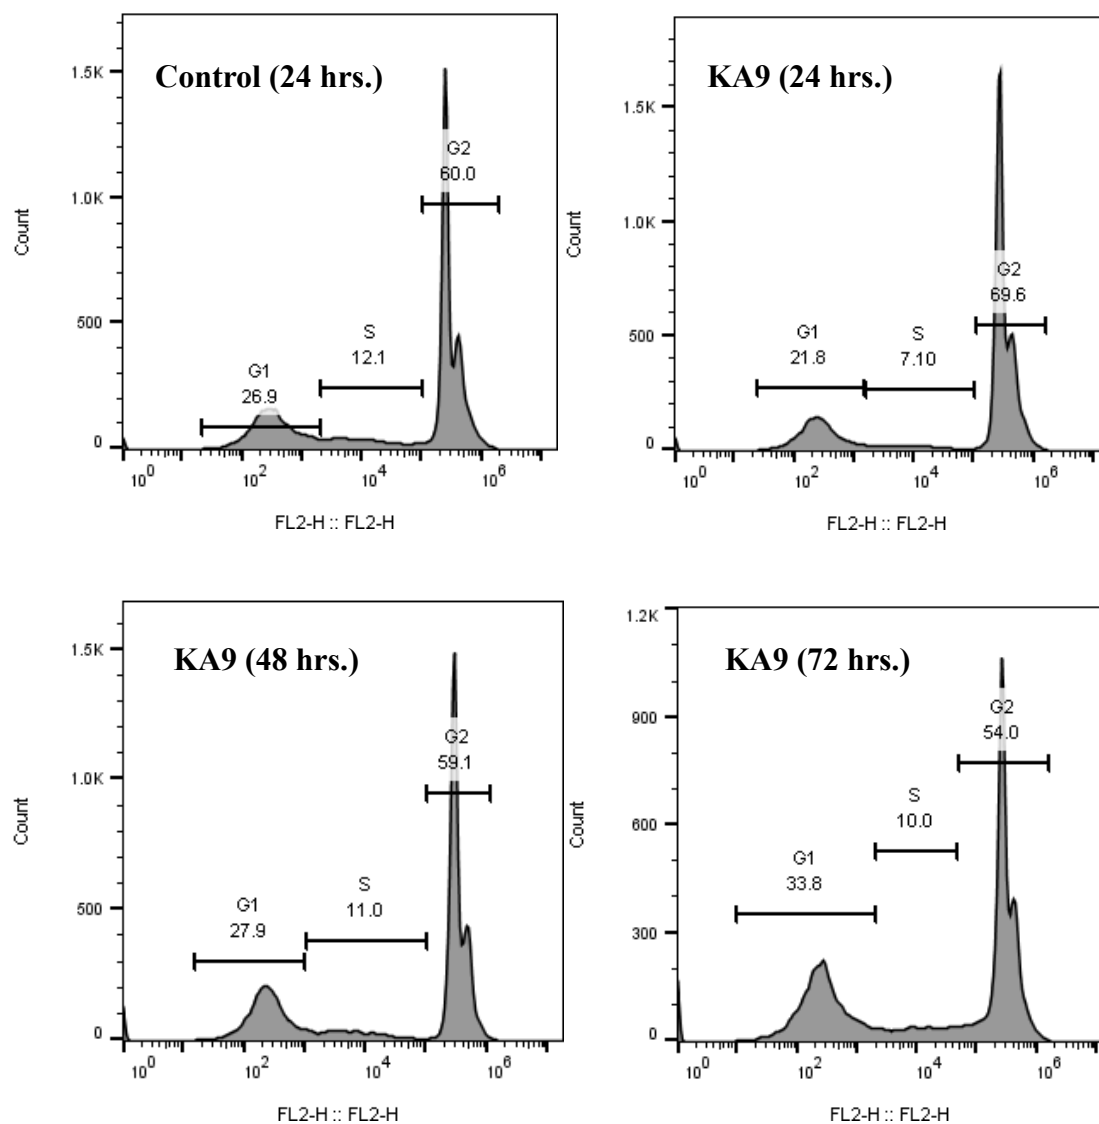 Control (24 hrs.)
1.5K
1.0K
500
0
Count
G1
26.9
S
12.1
G2
60.0
10^0
10^2
10^4
10^6
FL2-H :: FL2-H
KA9 (24 hrs.)
1.5K
1.0K
500
0
Count
G1
21.8
S
7.10
G2
69.6
10^0
10^2
10^4
10^6
FL2-H :: FL2-H
KA9 (48 hrs.)
1.5K
1.0K
500
0
Count
G1
27.9
S
11.0
G2
59.1
10^0
10^2
10^4
10^6
FL2-H :: FL2-H
KA9 (72 hrs.)
1.2K
900
600
300
0
Count
G1
33.8
S
10.0
G2
54.0
10^0
10^2
10^4
10^6
FL2-H :: FL2-H